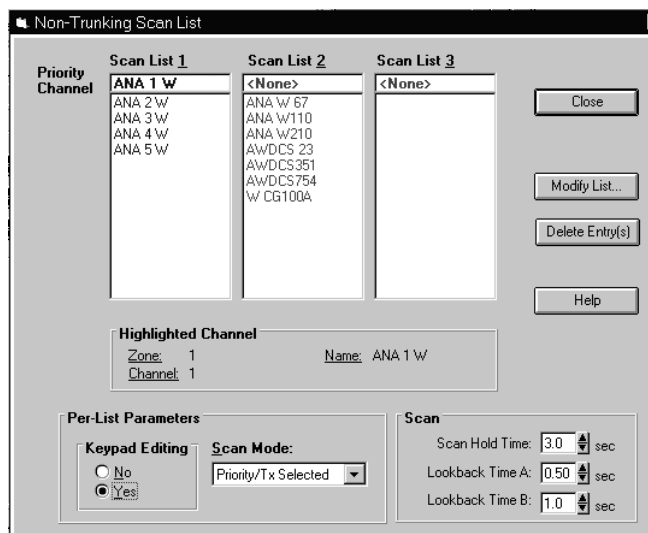 Non-Trunking Scan List
Priority
Channel
Scan List 1
ANA 1 W
ANA 2 W
ANA 3 W
ANA 4 W
ANA 5 W
Scan List 2
<None>
ANA W 67
ANA W110
ANA W210
AWDCS 23
AWDCS351
AWDCS754
W CG100A
Scan List 3
<None>
Close
Modify List...
Delete Entry(s)
Help
Highlighted Channel
Zone: 1
Name: ANA 1 W
Channel: 1
Per-List Parameters
Keypad Editing
No
Yes
Scan Mode:
Priority/Tx Selected
Scan
Scan Hold Time: 3.0 sec
Lookback Time A: 0.50 sec
Lookback Time B: 1.0 sec